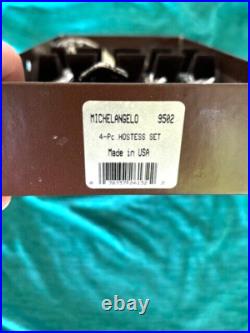 MICHELANGELO 9502
4-Pc HOSTESS SET
Made in USA